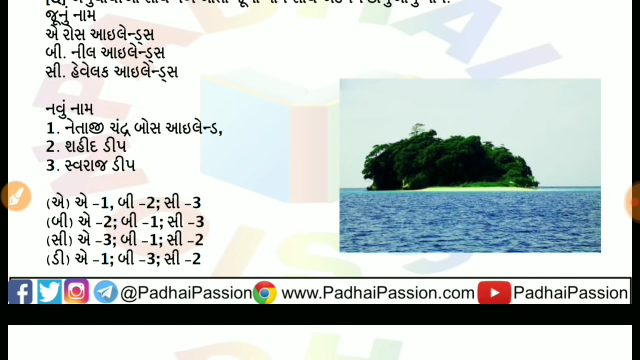 જૂનું નામ
એ રોસ આઇલેન્ડ્સ
બી. નીલ આઇલેન્ડ્સ
સી. હેવેલક આઇલેન્ડ્સ
નવું નામ
1. નેતાજી ચંદ્ર બોસ આઇલેન્ડ,
2. શહીદ ડીપ
3. સ્વરાજ ડીપ
(એ) એ –1, બી –2; સી –3
(બી) એ –2; બી –1; સી –3
(સી) એ –3; બી –1; સી –2
(ડી) એ –1; બી –3; સી –2
@PadhaiPassion www.PadhaiPassion.com PadhaiPassion